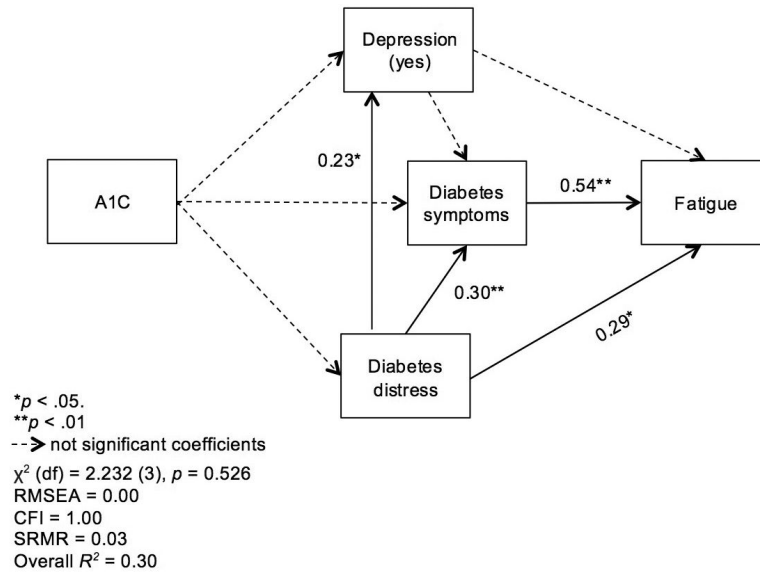 Depression
(yes)
0.23*
A1C
Diabetes
symptoms
0.54**
Fatigue
0.30**
0.29*
Diabetes
distress
*p < .05.
**p < .01
not significant coefficients
χ² (df) = 2.232 (3), p = 0.526
RMSEA = 0.00
CFI = 1.00
SRMR = 0.03
Overall R² = 0.30